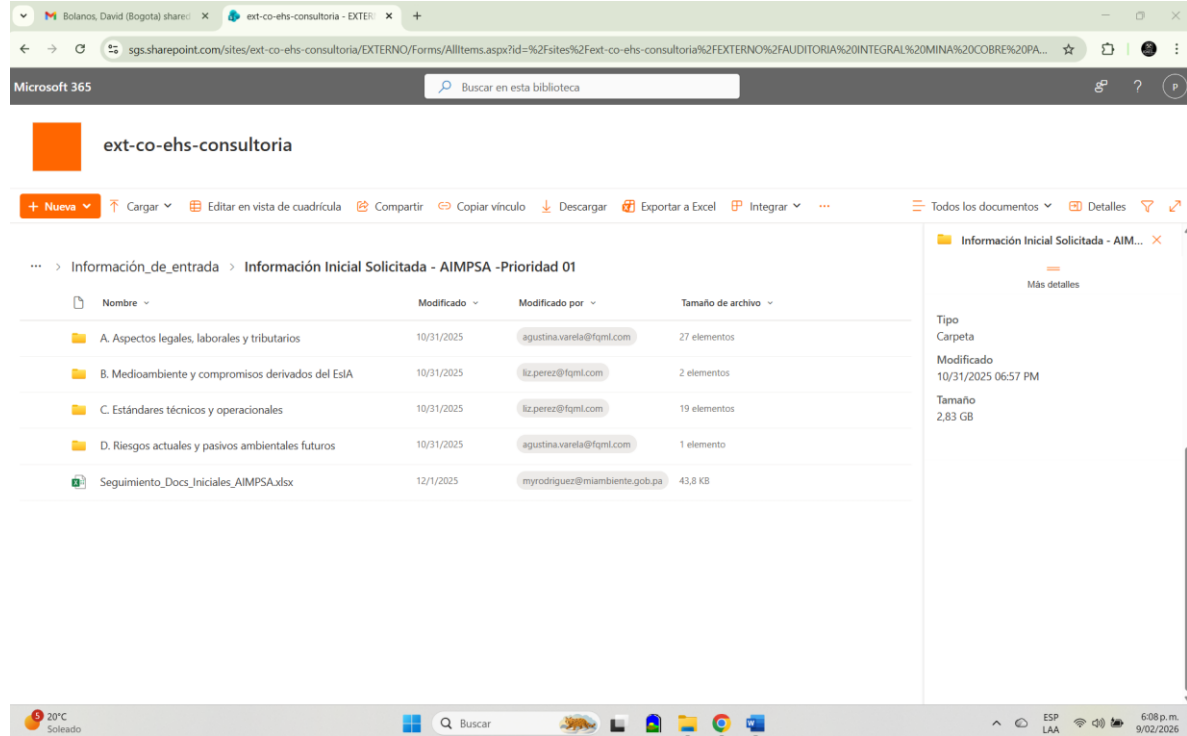 Bolanos, David (Bogota) shared
ext-co-ehs-consultoria - EXTER
sgs.sharepoint.com/sites/ext-co-ehs-consultoria/EXTERNO/Forms/AllItems.aspx?id=%2Fsites%2Fext-co-ehs-consultoria%2FEXTERNO%2FAUDITORIA%20INTEGRAL%20MINA%20COBRE%20PA...
Microsoft 365
Buscar en esta biblioteca
P
ext-co-ehs-consultoria
+ Nueva
Cargar
Editar en vista de cuadrícula
Compartir
Copiar vínculo
Descargar
Exportar a Excel
Integrar
...
Todos los documentos
Detalles
... > Información_de_entrada > Información Inicial Solicitada - AIMPSA -Prioridad 01
Nombre Modificado Modificado por Tamaño de archivo
A. Aspectos legales, laborales y tributarios 10/31/2025 agustina.varela@fqml.com 27 elementos
B. Medioambiente y compromisos derivados del EsIA 10/31/2025 liz.perez@fqml.com 2 elementos
C. Estándares técnicos y operacionales 10/31/2025 liz.perez@fqml.com 19 elementos
D. Riesgos actuales y pasivos ambientales futuros 10/31/2025 agustina.varela@fqml.com 1 elemento
Seguimiento_Docs_Iniciales_AIMPSA.xlsx 12/1/2025 myrodriguez@miambiente.gob.pa 43,8 KB
Información Inicial Solicitada - AIM...
Más detalles
Tipo
Carpeta
Modificado
10/31/2025 06:57 PM
Tamaño
2,83 GB
5
20°C
Soleado
Buscar
ESP
LAA
6:08 p. m.
9/02/2026